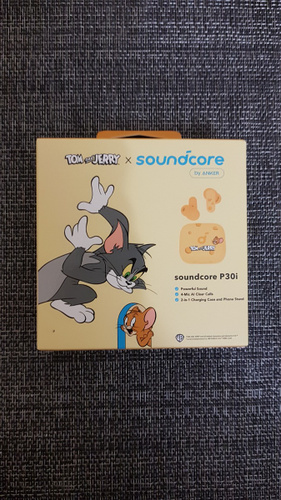 TOM and JERRY × soundcore
by ANKER
soundcore P30i
Powerful Sound
4-Mic AI Clear Calls
2-in-1 Charging Case and Phone Stand